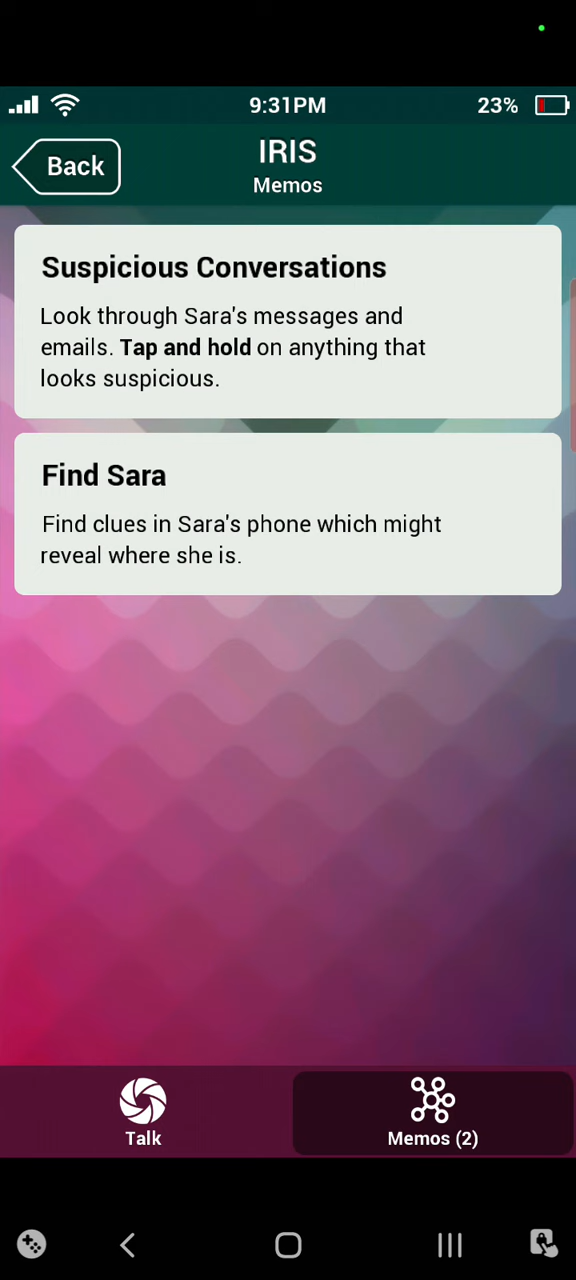 9:31PM
23%
Back
IRIS
Memos
Suspicious Conversations
Look through Sara's messages and
emails. Tap and hold on anything that
looks suspicious.
Find Sara
Find clues in Sara's phone which might
reveal where she is.
Talk
Memos (2)